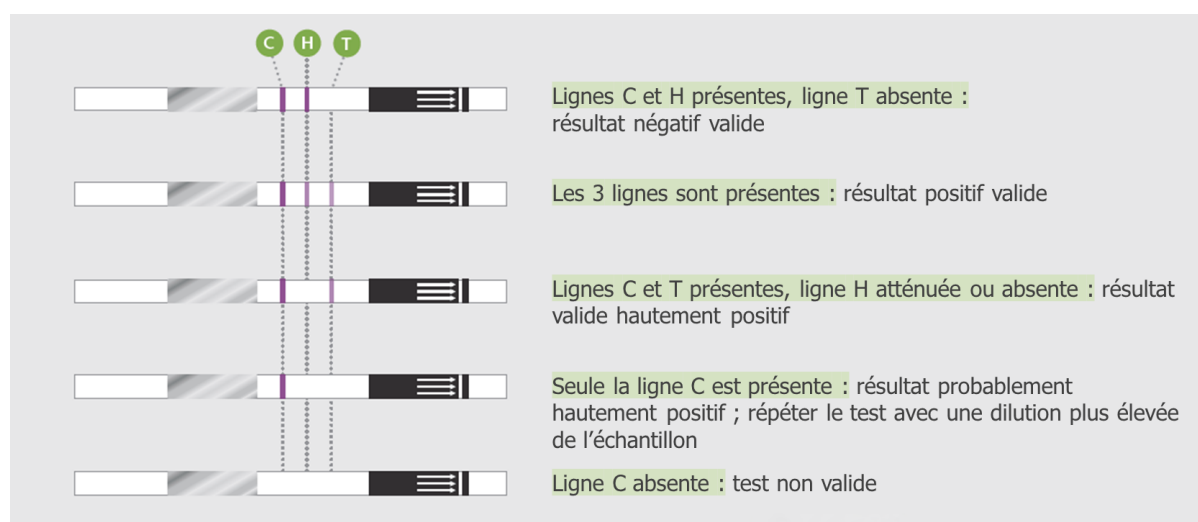 C H T
Lignes C et H présentes, ligne T absente :
résultat négatif valide
Les 3 lignes sont présentes : résultat positif valide
Lignes C et T présentes, ligne H atténuée ou absente : résultat
valide hautement positif
Seule la ligne C est présente : résultat probablement
hautement positif ; répéter le test avec une dilution plus élevée
de l’échantillon
Ligne C absente : test non valide